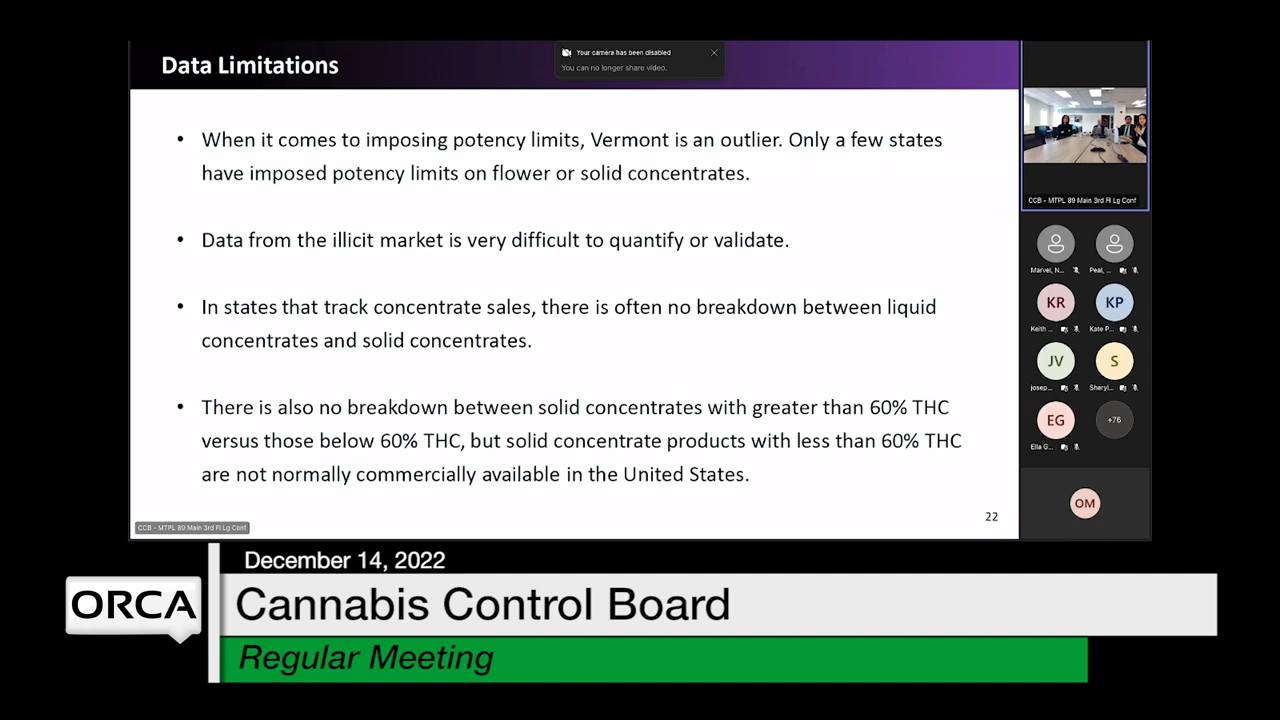 Data Limitations
Your camera has been disabled
You can no longer share video.
• When it comes to imposing potency limits, Vermont is an outlier. Only a few states
have imposed potency limits on flower or solid concentrates.
• Data from the illicit market is very difficult to quantify or validate.
• In states that track concentrate sales, there is often no breakdown between liquid
concentrates and solid concentrates.
• There is also no breakdown between solid concentrates with greater than 60% THC
versus those below 60% THC, but solid concentrate products with less than 60% THC
are not normally commercially available in the United States.
22
CCB - MTPL 89 Main 3rd Fl Lg Conf
CCB - MTPL 89 Main 3rd Fl Lg Conf
Marvel, N...
Peal, ...
KR
KP
Keith ...
Kate P...
JV
S
josep...
Sheryl...
EG
+76
Ella G...
OM
December 14, 2022
ORCA
Cannabis Control Board
Regular Meeting